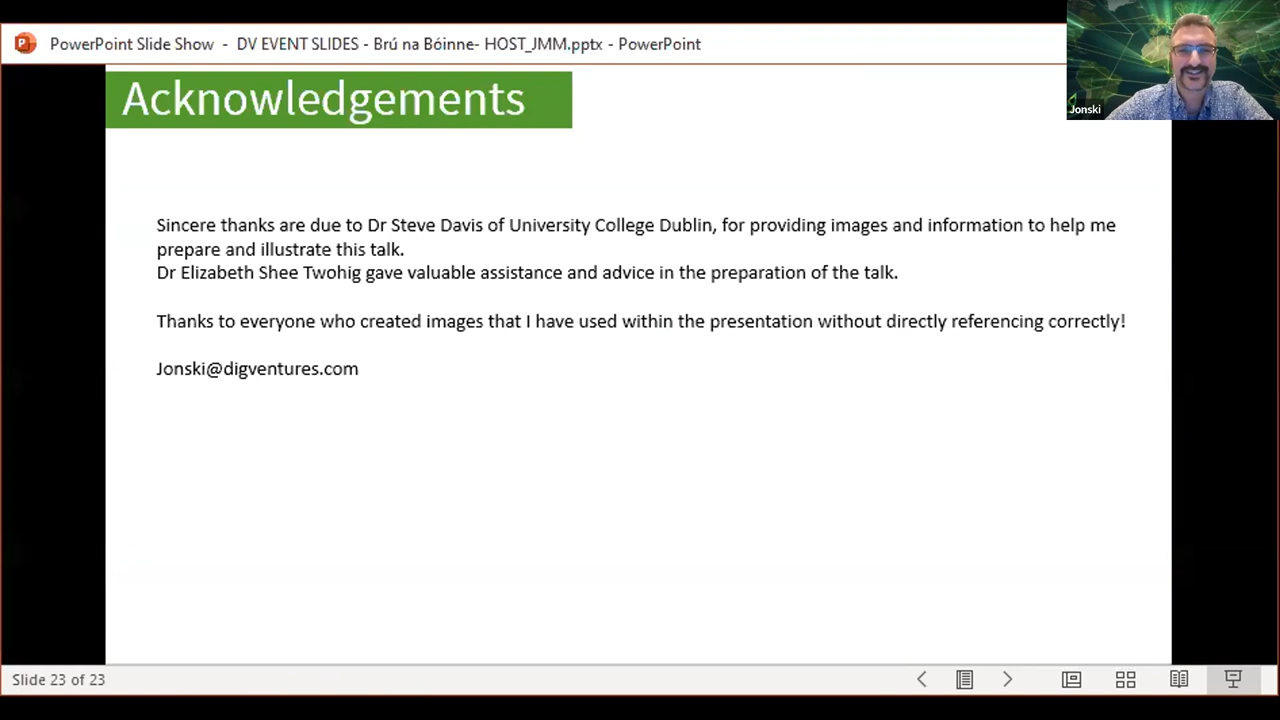 PowerPoint Slide Show - DV EVENT SLIDES - Brú na Bóinne- HOST_JMM.pptx - PowerPoint
Jonski
Acknowledgements
Sincere thanks are due to Dr Steve Davis of University College Dublin, for providing images and information to help me
prepare and illustrate this talk.
Dr Elizabeth Shee Twohig gave valuable assistance and advice in the preparation of the talk.
Thanks to everyone who created images that I have used within the presentation without directly referencing correctly!
Jonski@digventures.com
Slide 23 of 23